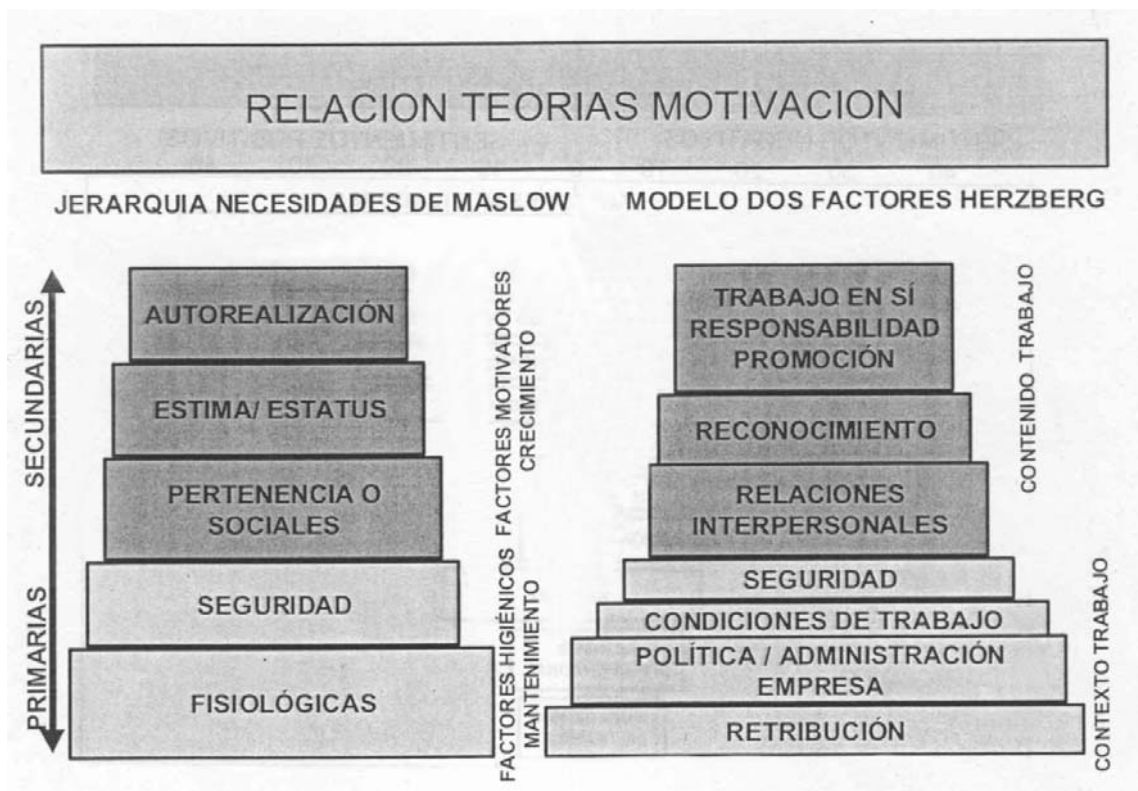 RELACION TEORIAS MOTIVACION
JERARQUIA NECESIDADES DE MASLOW
MODELO DOS FACTORES HERZBERG
SECUNDARIAS
PRIMARIAS
AUTOREALIZACIÓN
ESTIMA/ ESTATUS
PERTENENCIA O
SOCIALES
SEGURIDAD
FISIOLÓGICAS
FACTORES MOTIVADORES
CRECIMIENTO
FACTORES HIGIÉNICOS
MANTENIMIENTO
TRABAJO EN SÍ
RESPONSABILIDAD
PROMOCIÓN
RECONOCIMIENTO
RELACIONES
INTERPERSONALES
SEGURIDAD
CONDICIONES DE TRABAJO
POLÍTICA / ADMINISTRACIÓN
EMPRESA
RETRIBUCIÓN
CONTENIDO TRABAJO
CONTEXTO TRABAJO